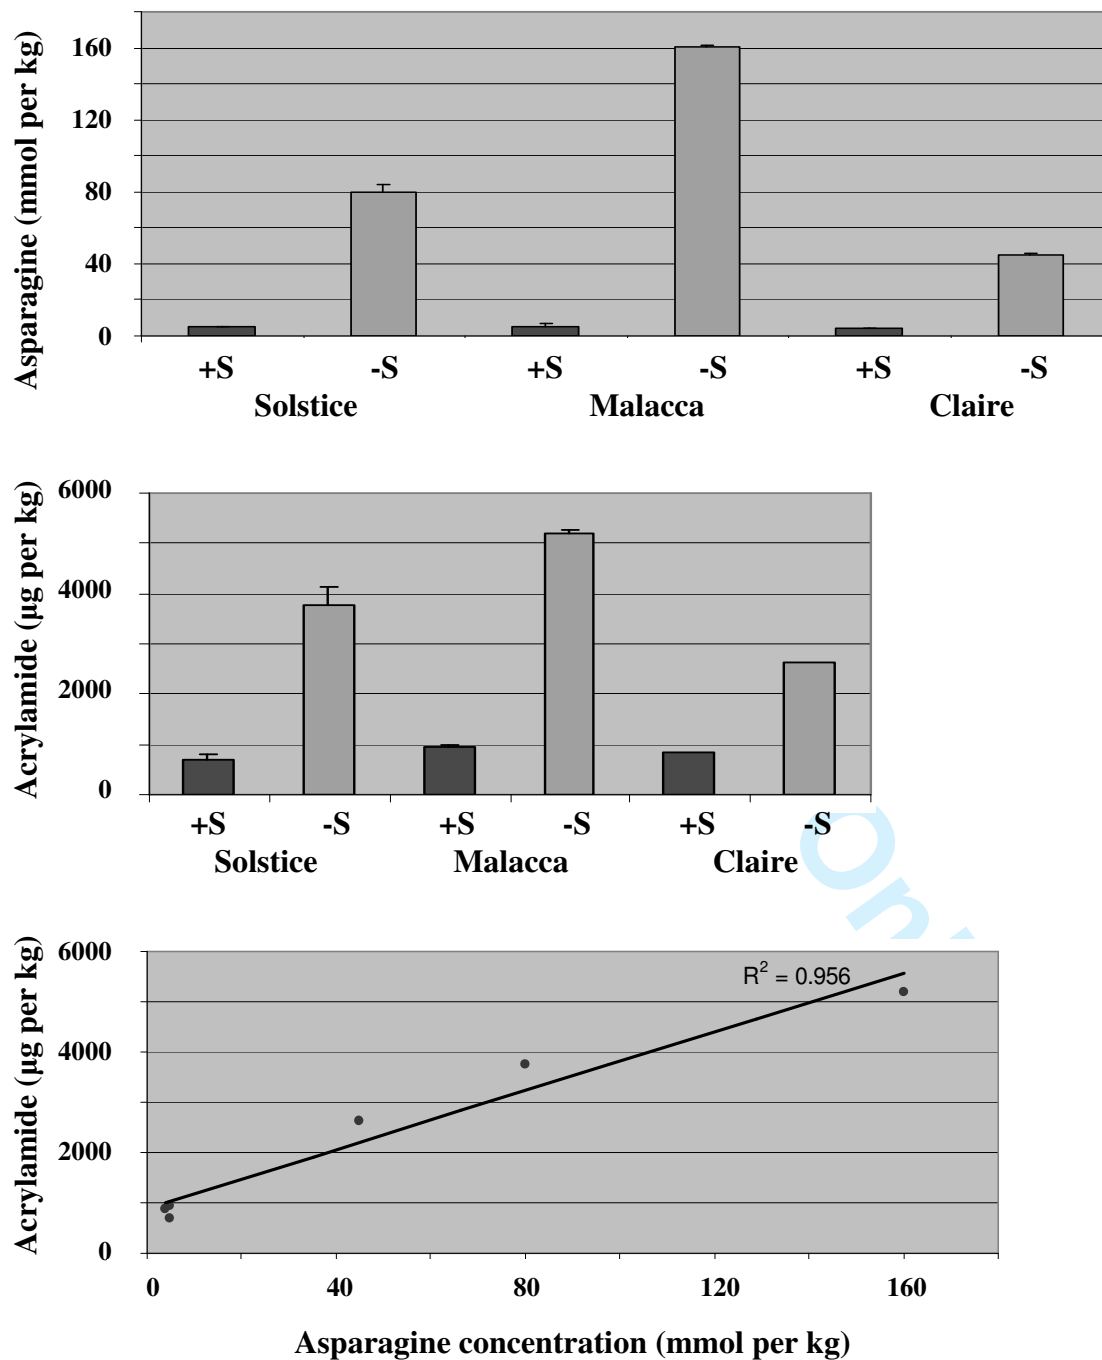 Asparagine (mmol per kg)
160
120
80
40
0
+S -S +S -S +S -S
Solstice Malacca Claire
Acrylamide (µg per kg)
6000
4000
2000
0
+S -S +S -S +S -S
Solstice Malacca Claire
Acrylamide (µg per kg)
6000
4000
2000
0
R² = 0.956
0 40 80 120 160
Asparagine concentration (mmol per kg)